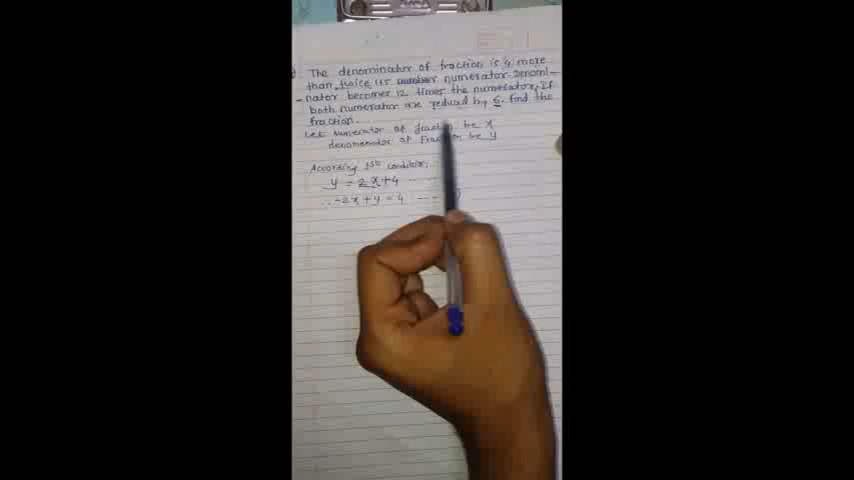 The denominator of fraction is 4 more
than twice its number numerator. Denomi-
-nator becomes 12 times the numerator, If
both numerator are reduced by 6. find the
fraction.
Let Numerator of fraction be x
denomenator of Fraction be y
According 1st condition,
y = 2x+4
∴ -2x + y = 4